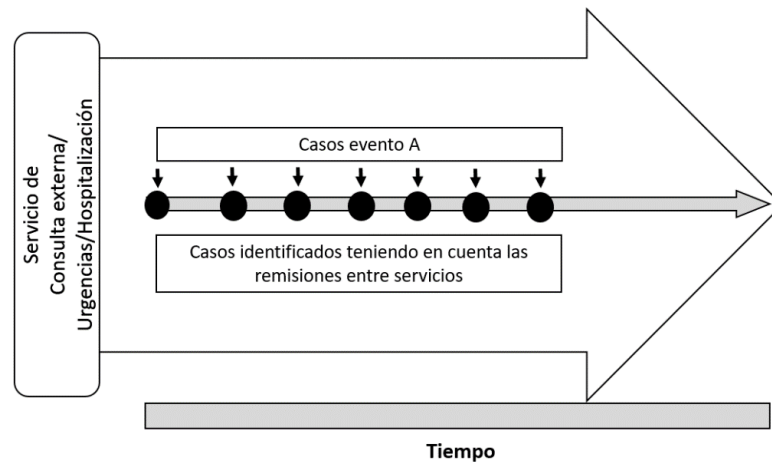 Servicio de
Consulta externa/
Urgencias/Hospitalización
Casos evento A
Casos identificados teniendo en cuenta las
remisiones entre servicios
Tiempo